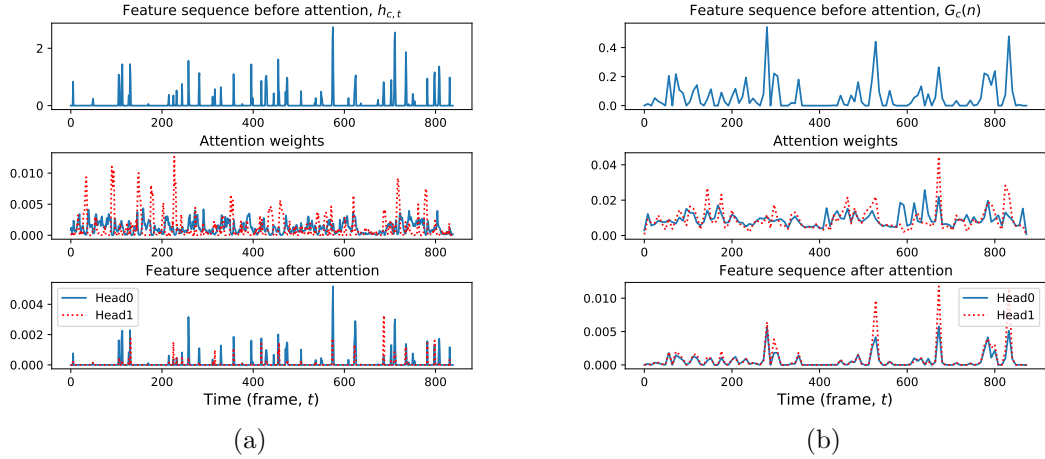 Feature sequence before attention, h_{c,t}
2
0
0 200 400 600 800
Attention weights
0.010
0.005
0.000
0 200 400 600 800
Feature sequence after attention
0.004
0.002
0.000
Head0
Head1
0 200 400 600 800
Time (frame, t)
(a)
Feature sequence before attention, G_c(n)
0.4
0.2
0.0
0 200 400 600 800
Attention weights
0.04
0.02
0.00
0 200 400 600 800
Feature sequence after attention
0.010
0.005
0.000
Head0
Head1
0 200 400 600 800
Time (frame, t)
(b)